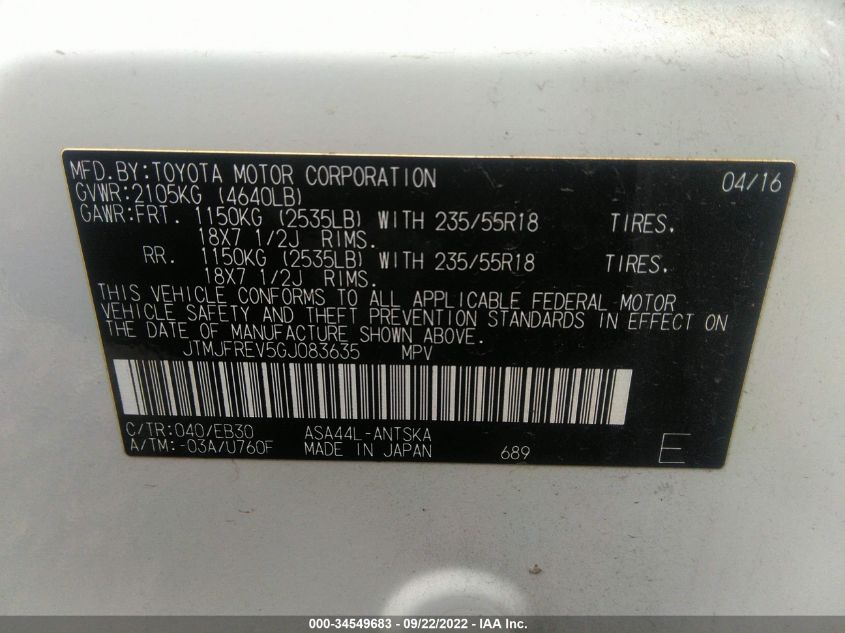 MFD.BY:TOYOTA MOTOR CORPORATION 04/16
GVWR:2105KG (4640LB)
GAWR:FRT. 1150KG (2535LB) WITH 235/55R18 TIRES.
18X7 1/2J RIMS.
RR. 1150KG (2535LB) WITH 235/55R18 TIRES.
18X7 1/2J RIMS.
THIS VEHICLE CONFORMS TO ALL APPLICABLE FEDERAL MOTOR
VEHICLE SAFETY AND THEFT PREVENTION STANDARDS IN EFFECT ON
THE DATE OF MANUFACTURE SHOWN ABOVE.
JTMJFREV5GJ083635 MPV
C/TR:040/EB30 ASA44L-ANTSKA
A/TM:-03A/U760F MADE IN JAPAN 689 E
000-34549683 - 09/22/2022 - IAA Inc.